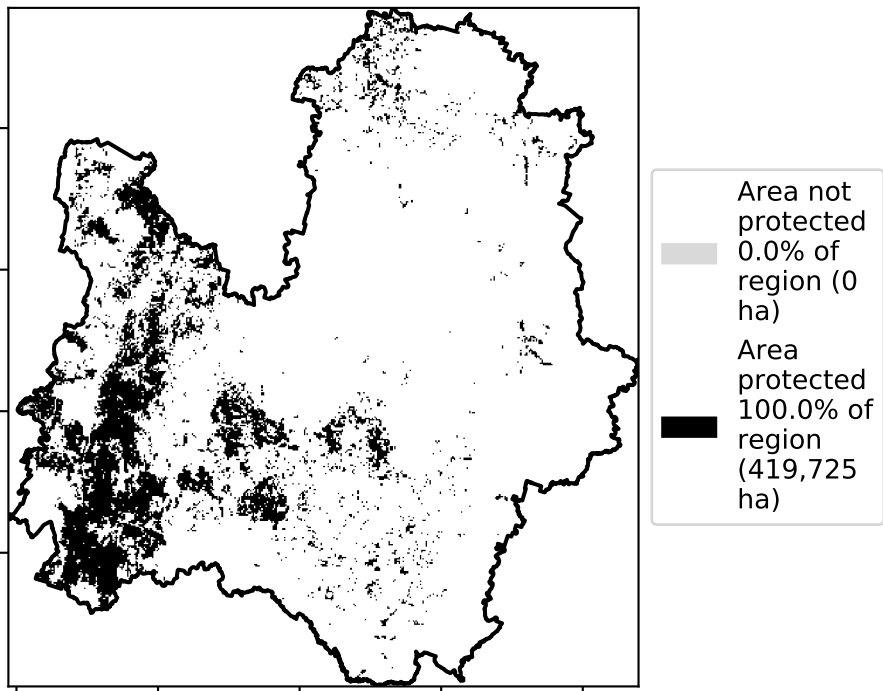 Area not
protected
0.0% of
region (0
ha)
Area
protected
100.0% of
region
(419,725
ha)